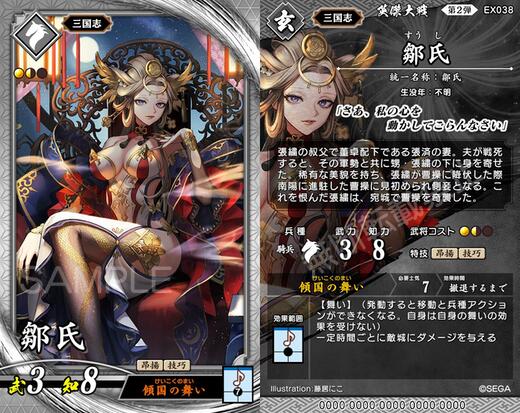 三国志
SAMPLE
鄒氏
昂揚 技巧
武3 知8
けいこくのまい
傾国の舞い
7
玄
三国志
英傑大戦
第2弾
EX038
すう し
鄒氏
統一名称:鄒氏
生没年:不明
「さあ、私の心を
動かしてごらんなさい」
張繡の叔父で董卓配下である張済の妻。夫が戦死
すると、その軍勢と共に甥・張繡の下に身を寄せ
た。稀有な美貌を持ち、張繡が曹操に降伏した際
南陽に進駐した曹操に見初められ側妾となる。こ
れを恨んだ張繡は、宛城で曹操を奇襲した。
兵種 武力 知力 武将コスト
騎兵 3 8
特技 昂揚 技巧
けいこくのまい
傾国の舞い
必要士気 7
効果時間 撤退するまで
効果範囲
【舞い】(発動すると移動と兵種アクション
ができなくなる。自身は自身の舞いの効
果を受けない)
一定時間ごとに敵城にダメージを与える
Illustration:藤居にこ
©SEGA
0000 0000 0000 0000 0000